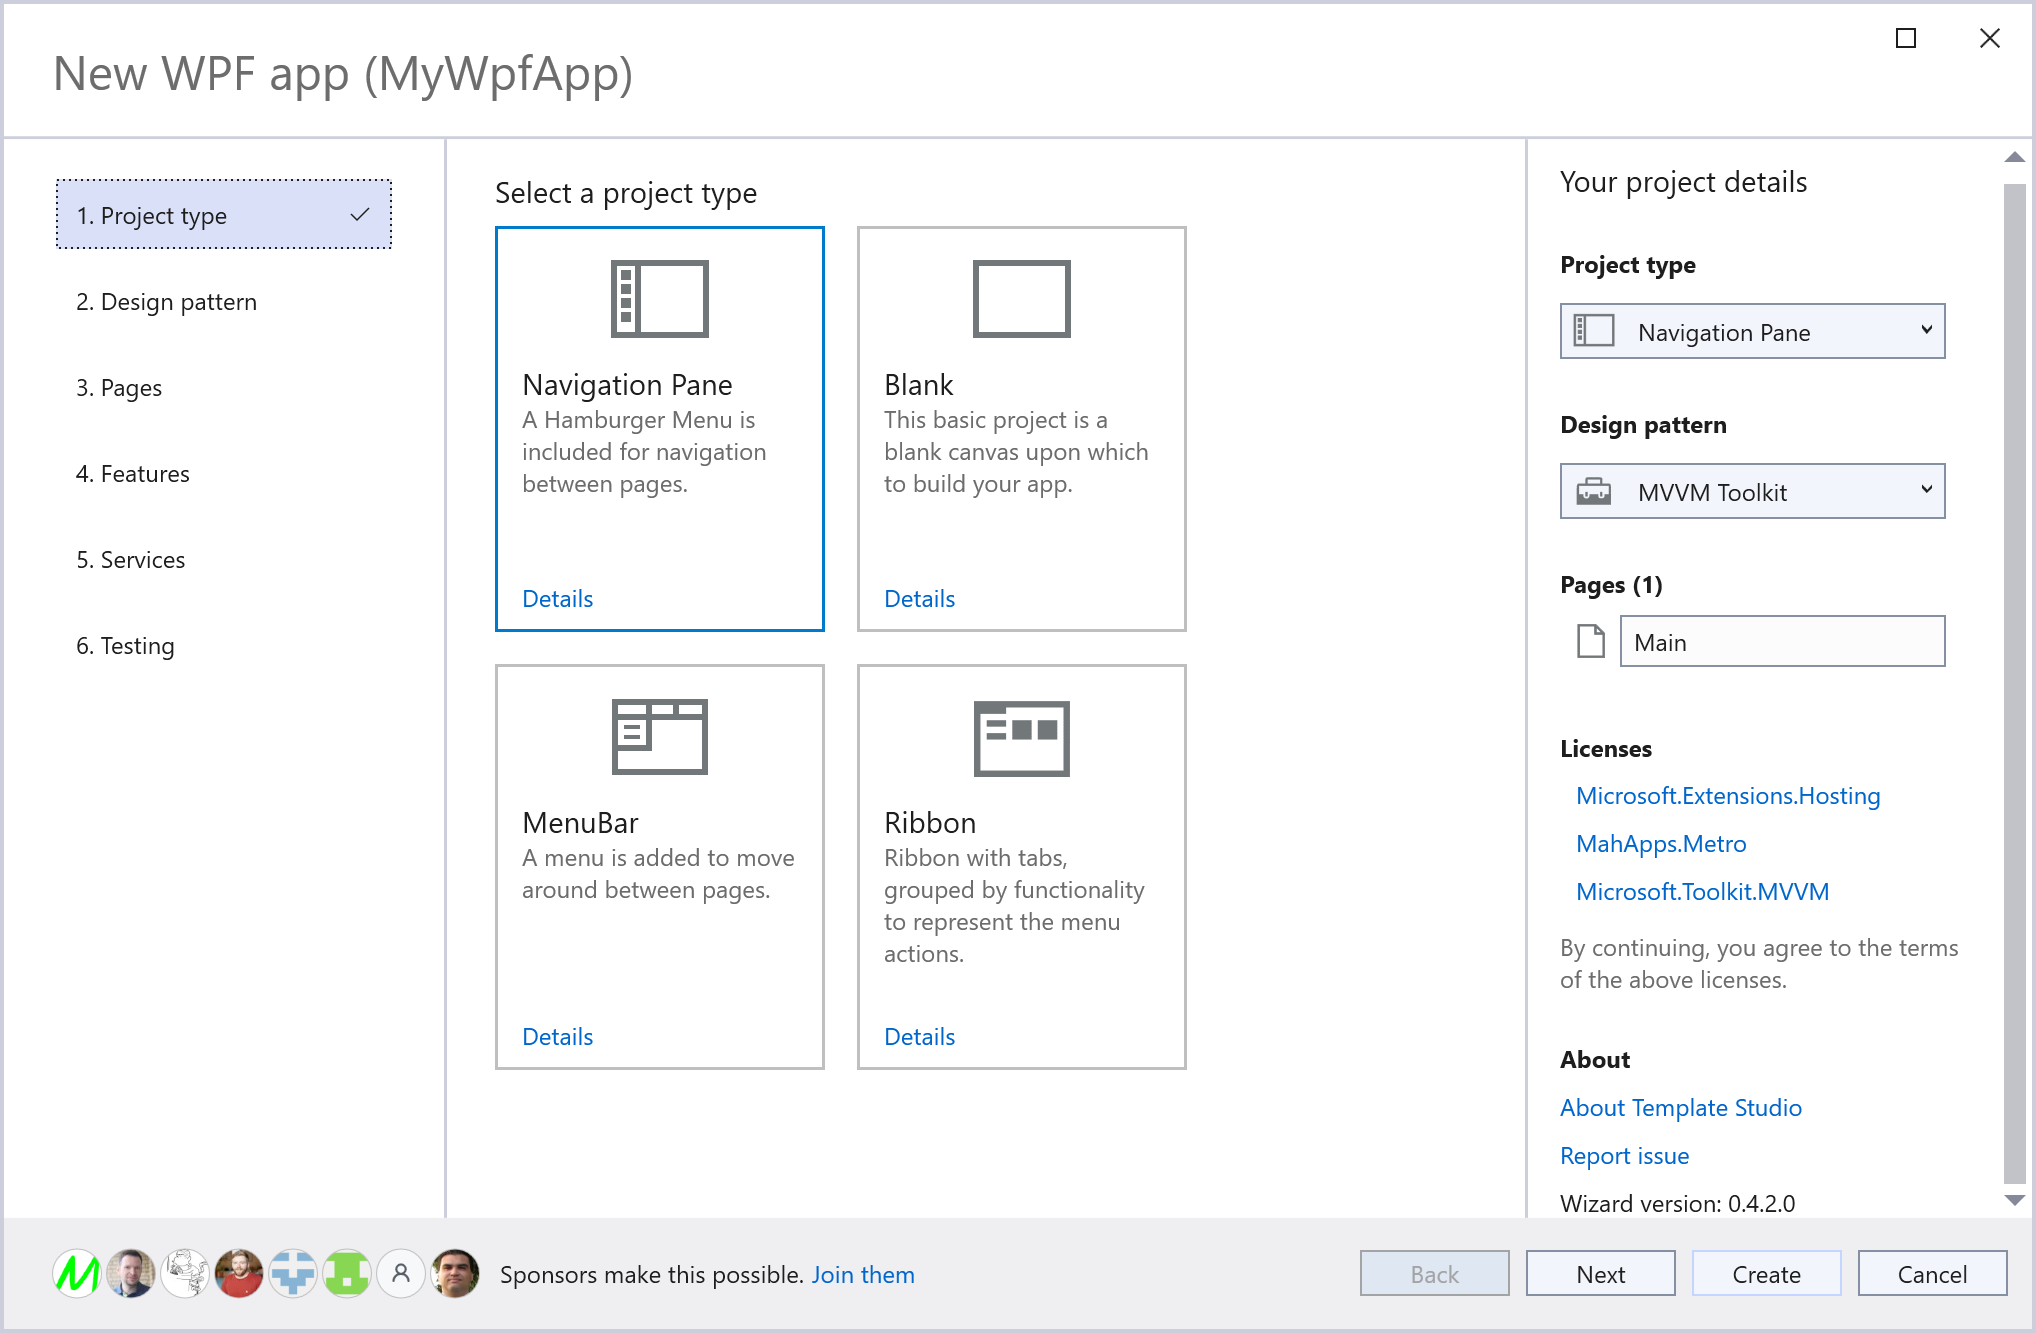 New WPF app (MyWpfApp)
1. Project type
2. Design pattern
3. Pages
4. Features
5. Services
6. Testing
Select a project type
Navigation Pane
A Hamburger Menu is
included for navigation
between pages.
Details
Blank
This basic project is a
blank canvas upon which
to build your app.
Details
MenuBar
A menu is added to move
around between pages.
Details
Ribbon
Ribbon with tabs,
grouped by functionality
to represent the menu
actions.
Details
Your project details
Project type
Navigation Pane
Design pattern
MVVM Toolkit
Pages (1)
Main
Licenses
Microsoft.Extensions.Hosting
MahApps.Metro
Microsoft.Toolkit.MVVM
By continuing, you agree to the terms
of the above licenses.
About
About Template Studio
Report issue
Wizard version: 0.4.2.0
Sponsors make this possible. Join them
Back
Next
Create
Cancel